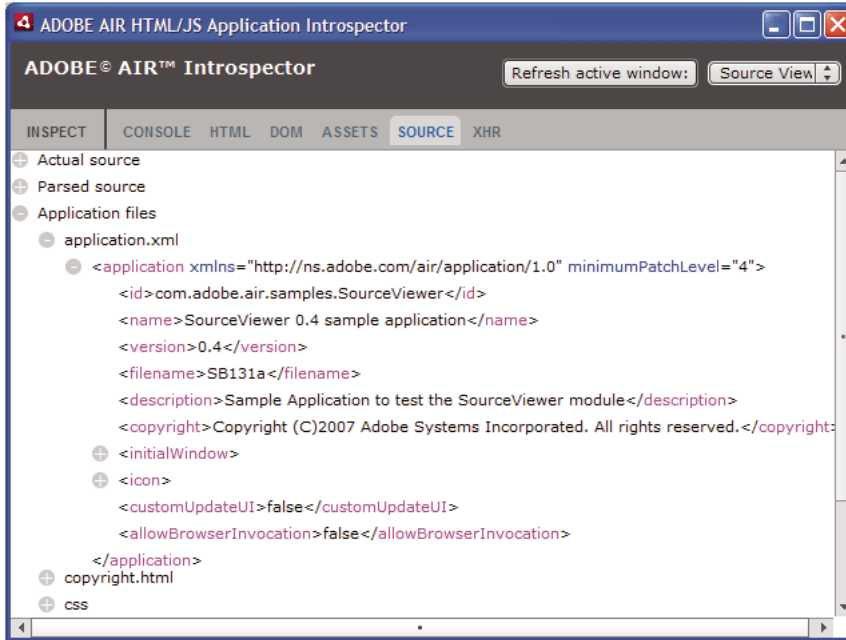 ADOBE AIR HTML/JS Application Introspector
ADOBE© AIR™ Introspector
Refresh active window:
Source View
INSPECT CONSOLE HTML DOM ASSETS SOURCE XHR
Actual source
Parsed source
Application files
application.xml
<application xmlns="http://ns.adobe.com/air/application/1.0" minimumPatchLevel="4">
<id>com.adobe.air.samples.SourceViewer</id>
<name>SourceViewer 0.4 sample application</name>
<version>0.4</version>
<filename>SB131a</filename>
<description>Sample Application to test the SourceViewer module</description>
<copyright>Copyright (C)2007 Adobe Systems Incorporated. All rights reserved.</copyright>
<initialWindow>
<icon>
<customUpdateUI>false</customUpdateUI>
<allowBrowserInvocation>false</allowBrowserInvocation>
</application>
copyright.html
css